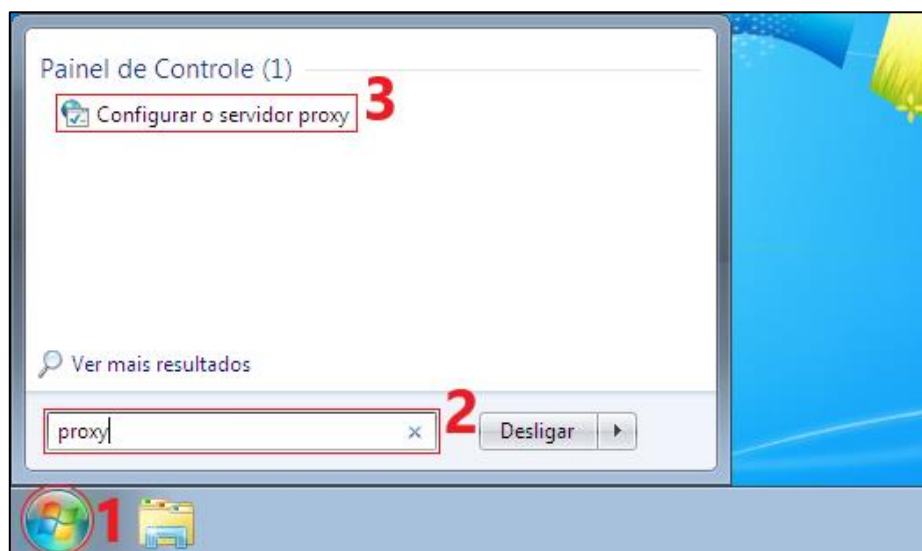 Painel de Controle (1)
Configurar o servidor proxy 3
Ver mais resultados
proxy 2 Desligar
1